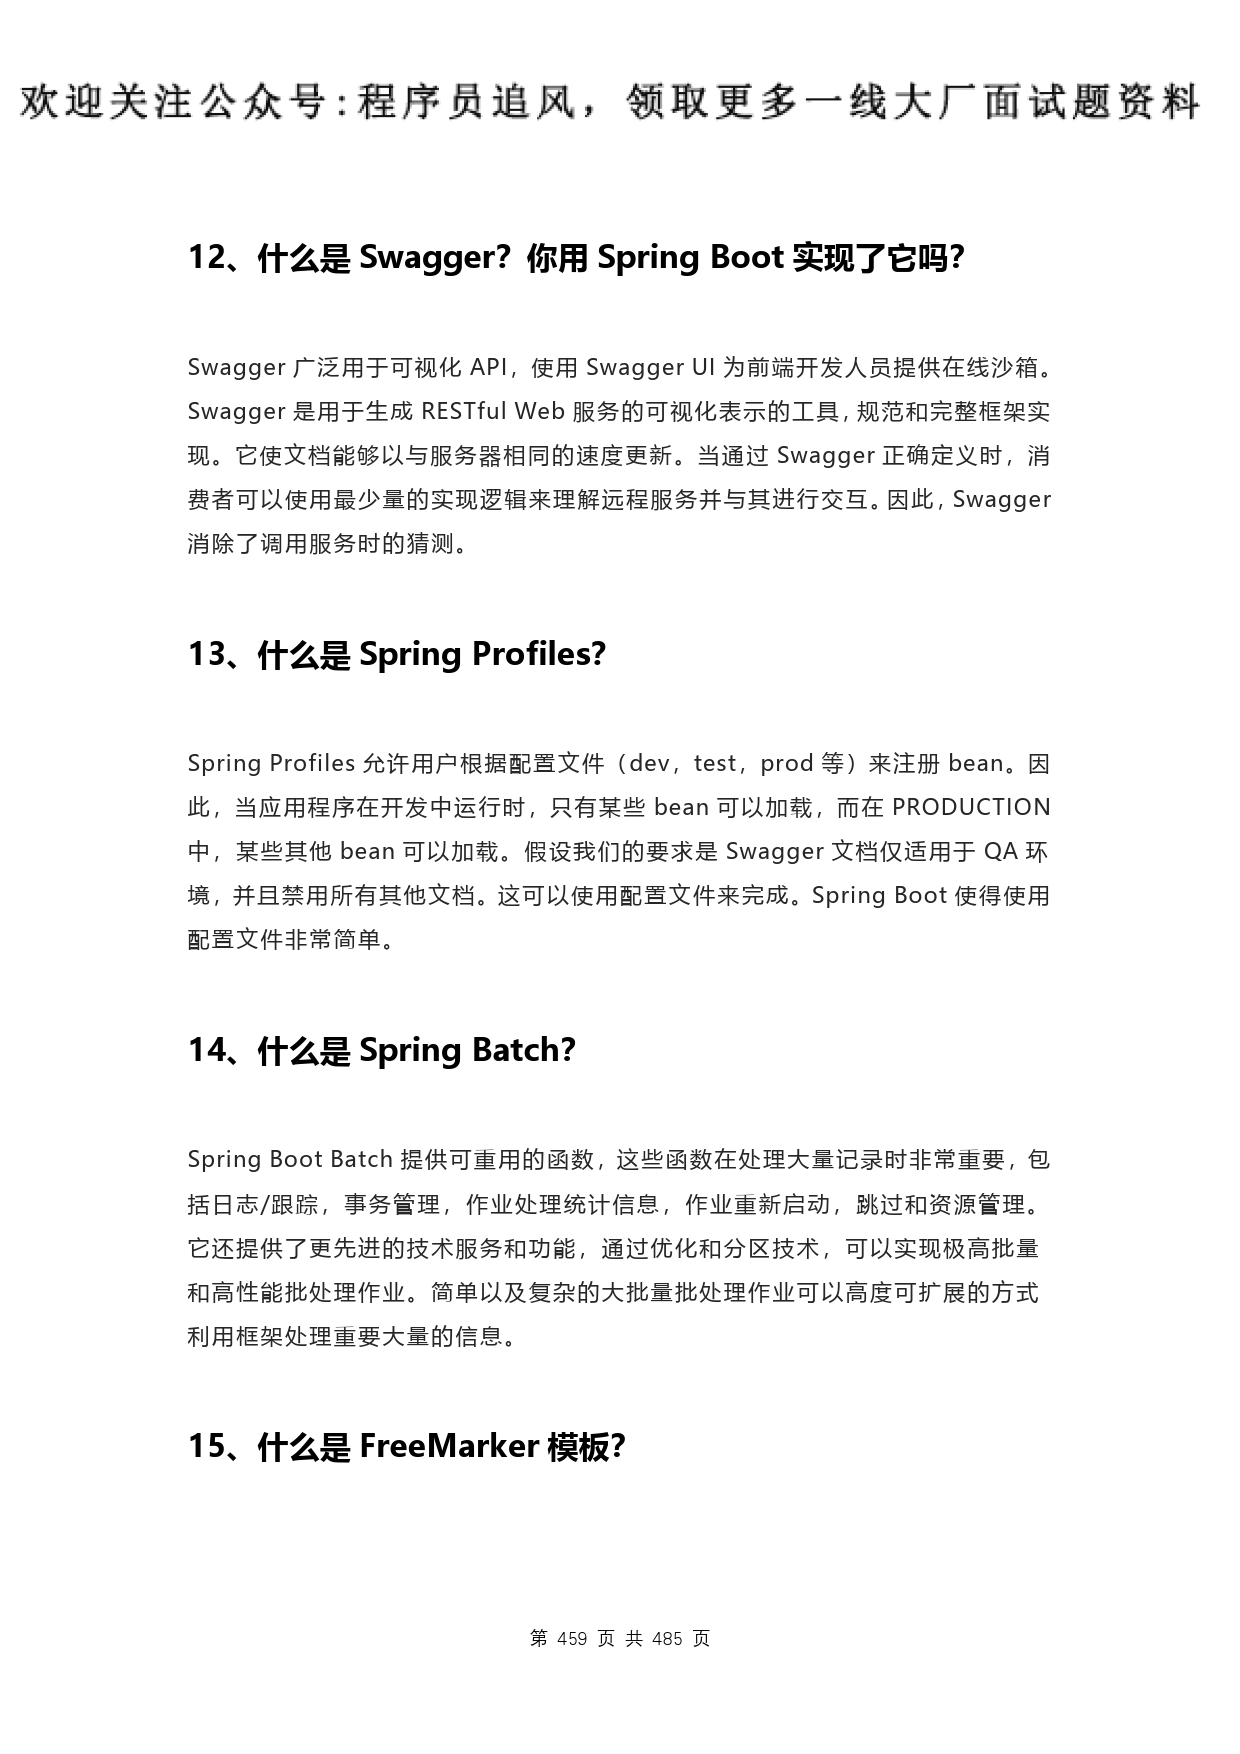 欢迎关注公众号:程序员追风，领取更多一线大厂面试题资料
12、什么是 Swagger？你用 Spring Boot 实现了它吗？
Swagger 广泛用于可视化 API，使用 Swagger UI 为前端开发人员提供在线沙箱。
Swagger 是用于生成 RESTful Web 服务的可视化表示的工具，规范和完整框架实
现。它使文档能够以与服务器相同的速度更新。当通过 Swagger 正确定义时，消
费者可以使用最少量的实现逻辑来理解远程服务并与其进行交互。因此，Swagger
消除了调用服务时的猜测。
13、什么是 Spring Profiles？
Spring Profiles 允许用户根据配置文件（dev，test，prod 等）来注册 bean。因
此，当应用程序在开发中运行时，只有某些 bean 可以加载，而在 PRODUCTION
中，某些其他 bean 可以加载。假设我们的要求是 Swagger 文档仅适用于 QA 环
境，并且禁用所有其他文档。这可以使用配置文件来完成。Spring Boot 使得使用
配置文件非常简单。
14、什么是 Spring Batch？
Spring Boot Batch 提供可重用的函数，这些函数在处理大量记录时非常重要，包
括日志/跟踪，事务管理，作业处理统计信息，作业重新启动，跳过和资源管理。
它还提供了更先进的技术服务和功能，通过优化和分区技术，可以实现极高批量
和高性能批处理作业。简单以及复杂的大批量批处理作业可以高度可扩展的方式
利用框架处理重要大量的信息。
15、什么是 FreeMarker 模板？
第 459 页 共 485 页